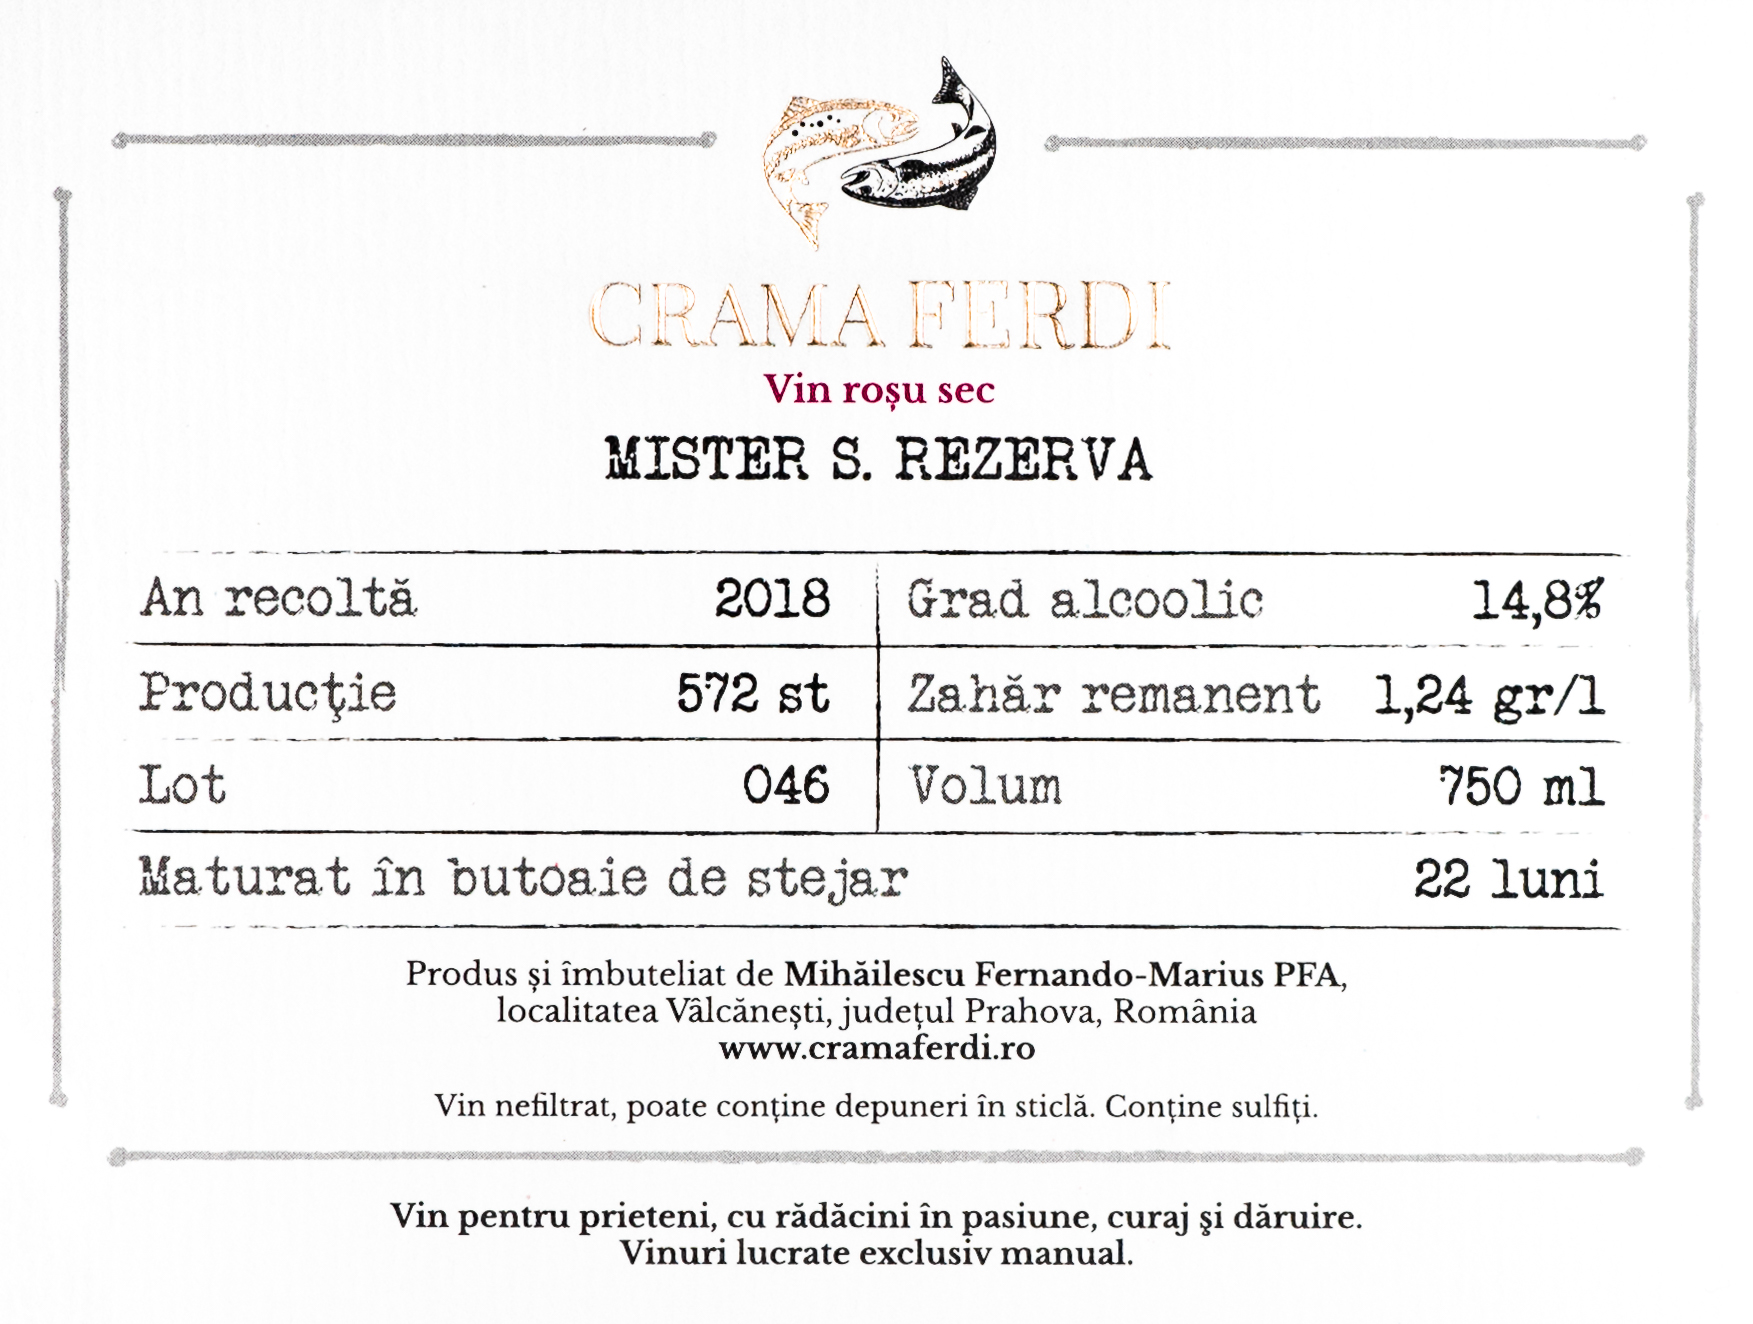 CRAMA FERDI
Vin roșu sec
MISTER S. REZERVA
An recoltă 2018 Grad alcoolic 14,8%
Producţie 572 st Zahăr remanent 1,24 gr/l
Lot 046 Volum 750 ml
Maturat în butoaie de stejar 22 luni
Produs și îmbuteliat de Mihăilescu Fernando-Marius PFA,
localitatea Vâlcănești, județul Prahova, România
www.cramaferdi.ro
Vin nefiltrat, poate conține depuneri în sticlă. Conține sulfiți.
Vin pentru prieteni, cu rădăcini în pasiune, curaj şi dăruire.
Vinuri lucrate exclusiv manual.